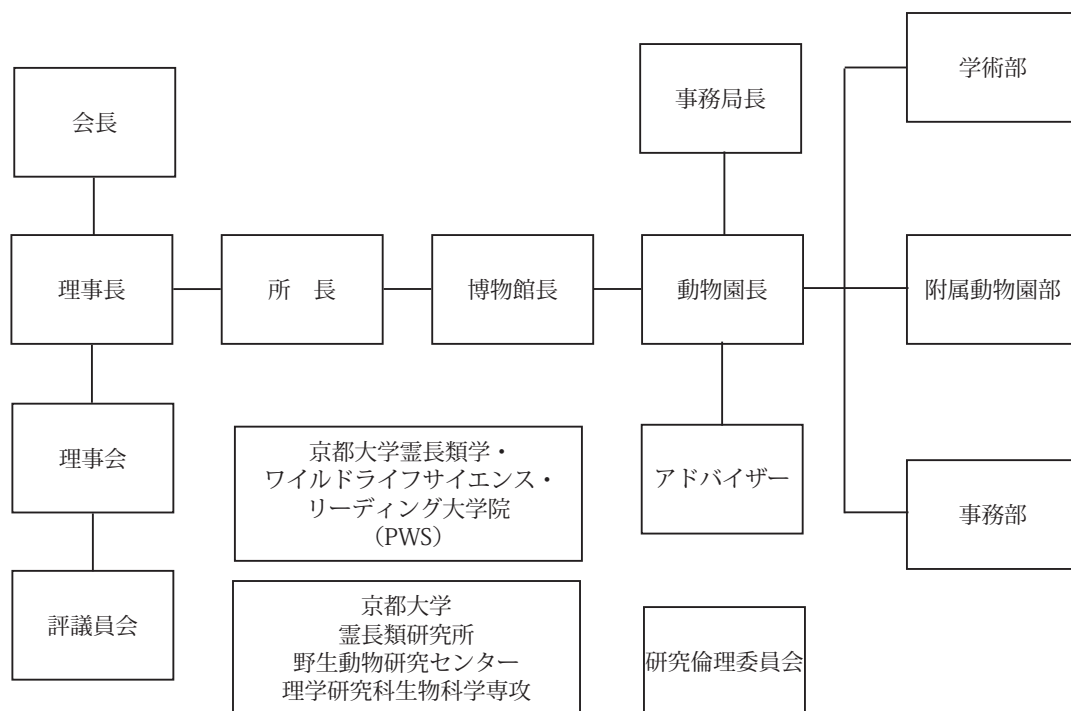 学術部
会長
事務局長
理事長
所　長
博物館長
動物園長
附属動物園部
理事会
京都大学霊長類学・
ワイルドライフサイエンス・
リーディング大学院
（PWS）
アドバイザー
事務部
評議員会
京都大学
霊長類研究所
野生動物研究センター
理学研究科生物科学専攻
研究倫理委員会